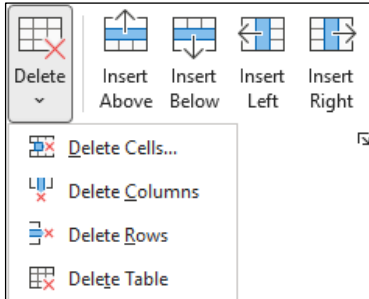 Delete
Insert Above
Insert Below
Insert Left
Insert Right
Delete Cells...
Delete Columns
Delete Rows
Delete Table